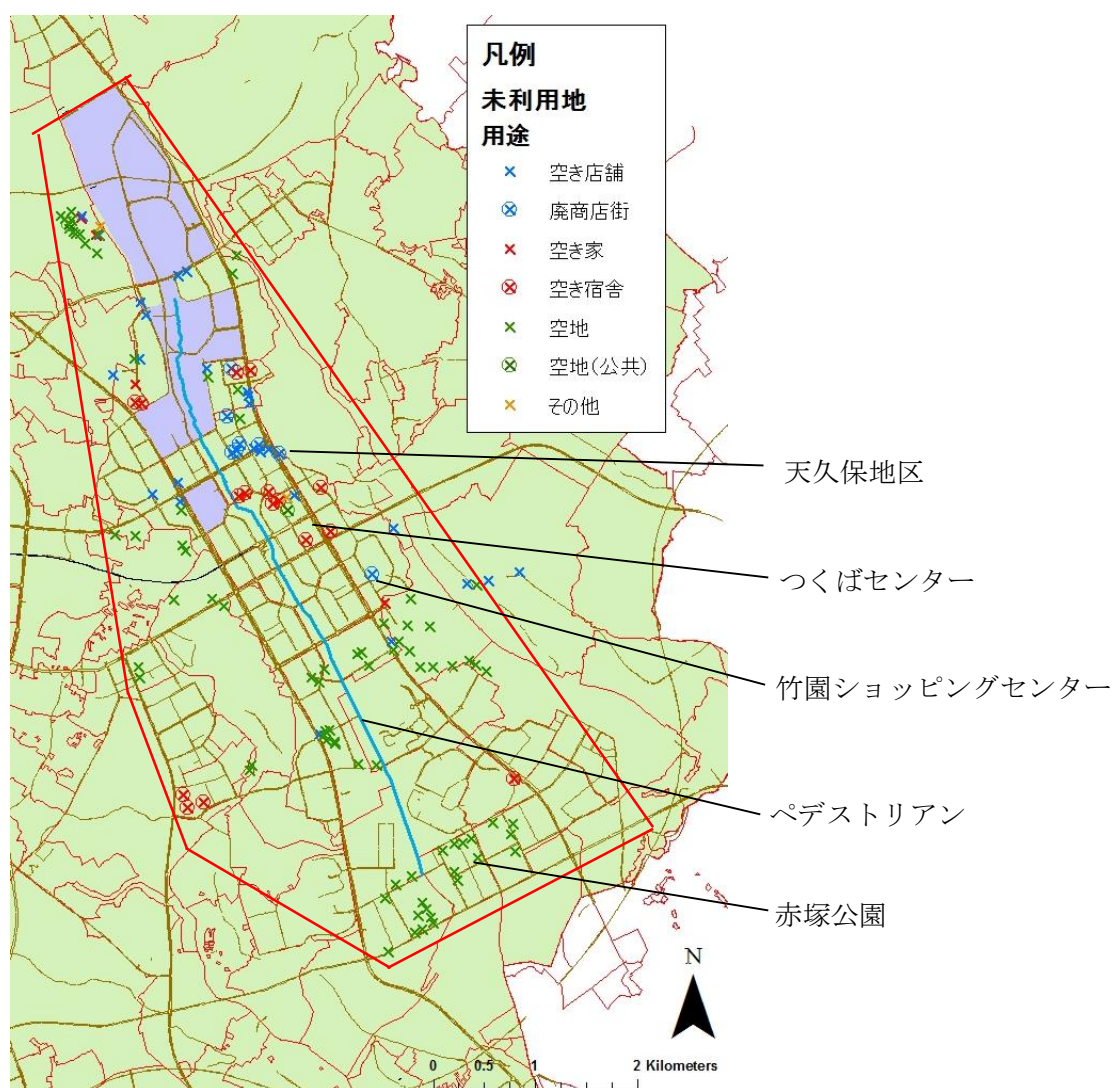 凡例
未利用地
用途
空き店舗
廃商店街
空き家
空き宿舎
空地
空地(公共)
その他
天久保地区
つくばセンター
竹園ショッピングセンター
ペデストリアン
赤塚公園
N
0 0.5 1 2 Kilometers